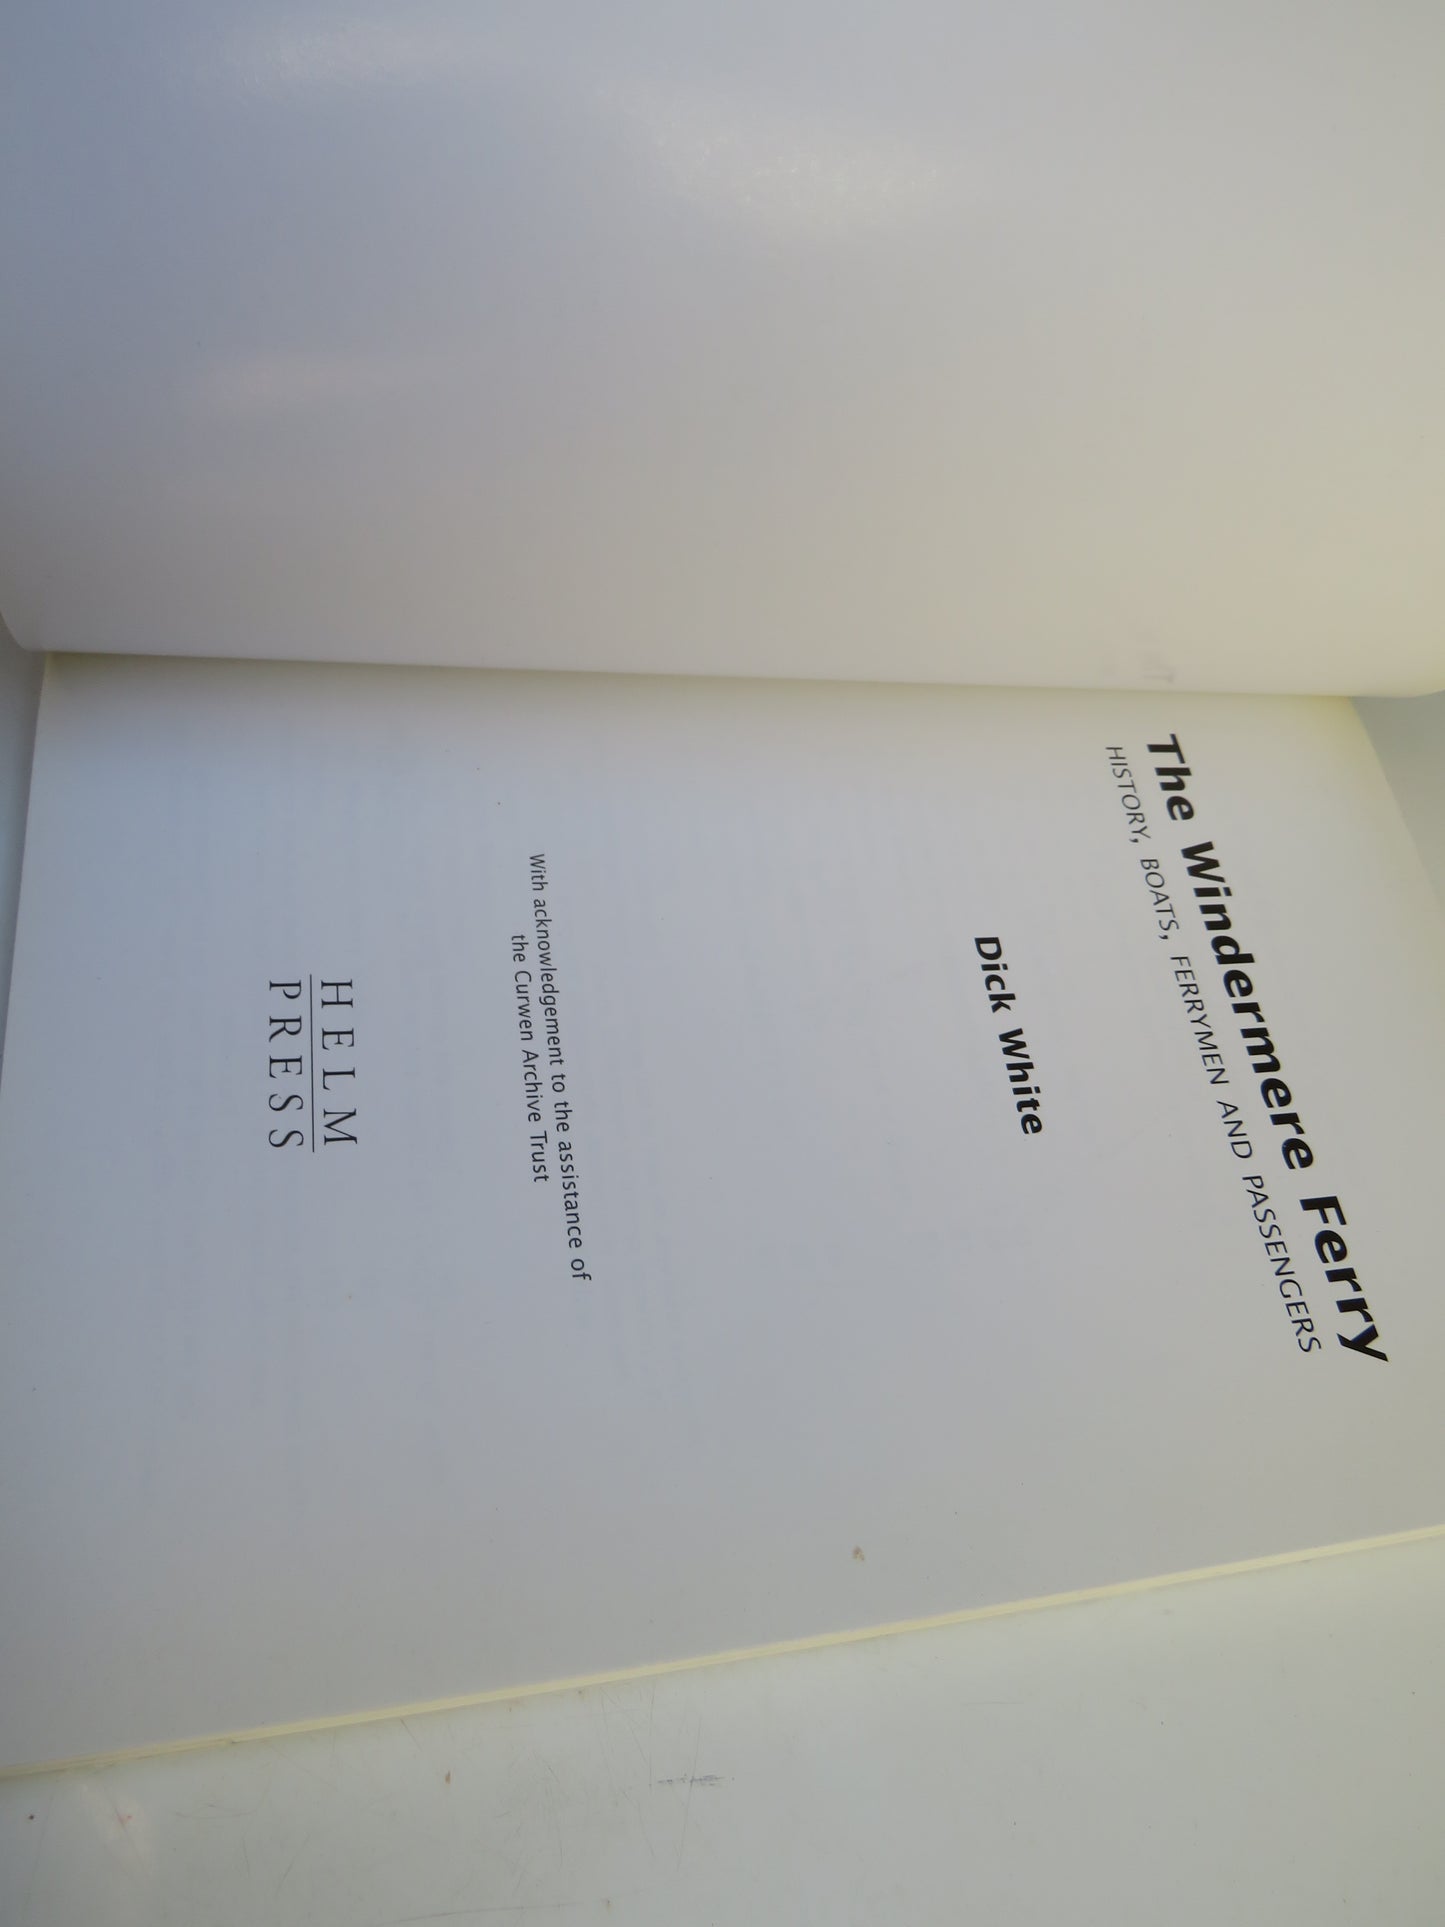 The Windermere Ferry
HISTORY, BOATS, FERRYMEN AND PASSENGERS
Dick White
With acknowledgement to the assistance of
the Curwen Archive Trust
HELM
PRESS